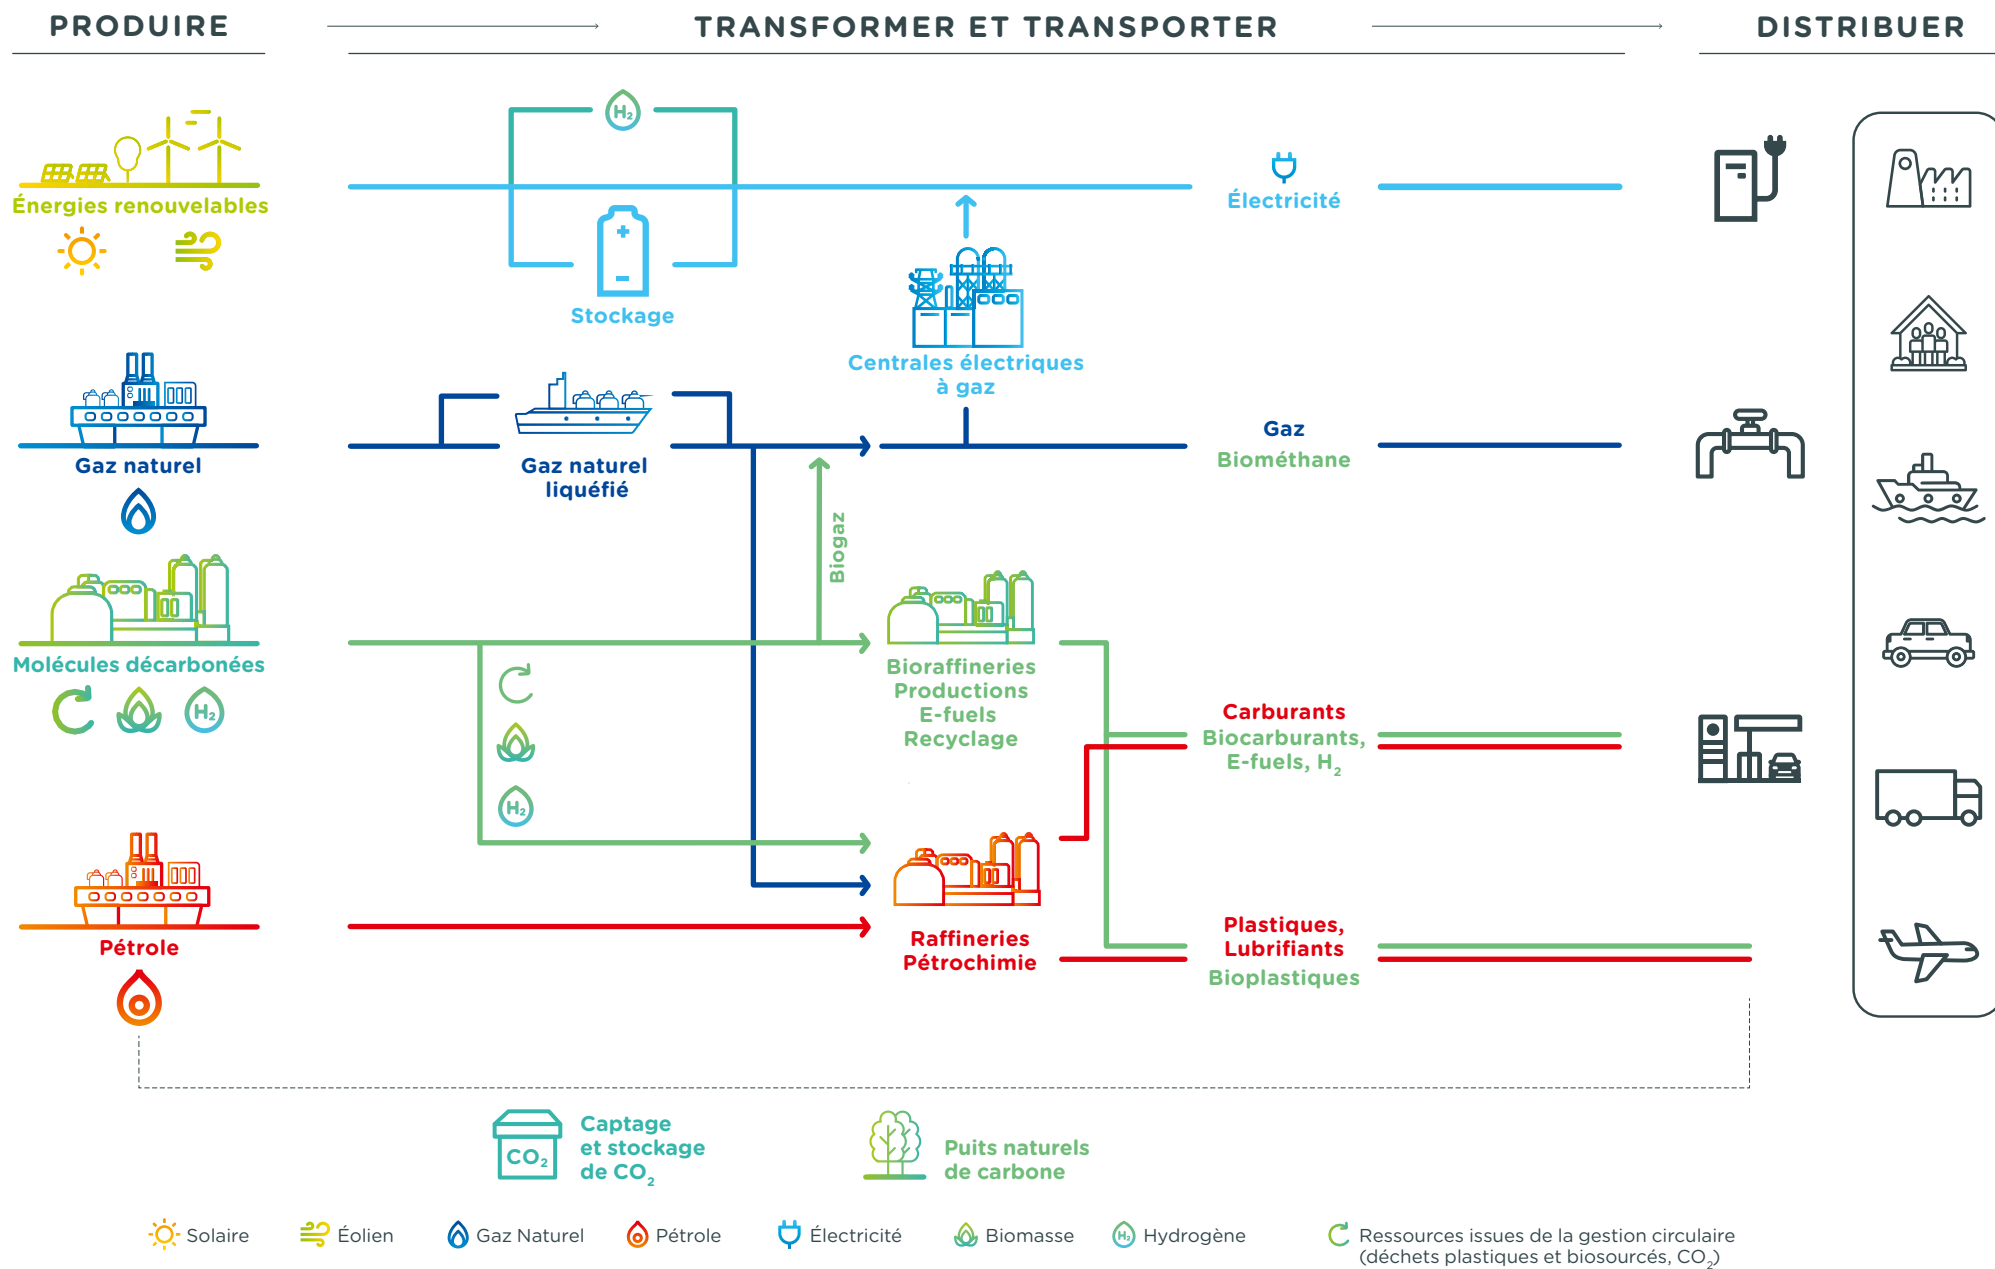 PRODUIRE
TRANSFORMER ET TRANSPORTER
DISTRIBUER
H₂
Énergies renouvelables
Électricité
Stockage
Centrales électriques
à gaz
Gaz naturel
Gaz naturel
liquéfié
Gaz
Biométhane
Biogaz
Molécules décarbonées
H₂
H₂
Bioraffineries
Productions
E-fuels
Recyclage
Carburants
Biocarburants,
E-fuels, H₂
Pétrole
Raffineries
Pétrochimie
Plastiques,
Lubrifiants
Bioplastiques
CO₂
Captage
et stockage
de CO₂
Puits naturels
de carbone
Solaire
Éolien
Gaz Naturel
Pétrole
Électricité
Biomasse
H₂
Hydrogène
Ressources issues de la gestion circulaire
(déchets plastiques et biosourcés, CO₂)